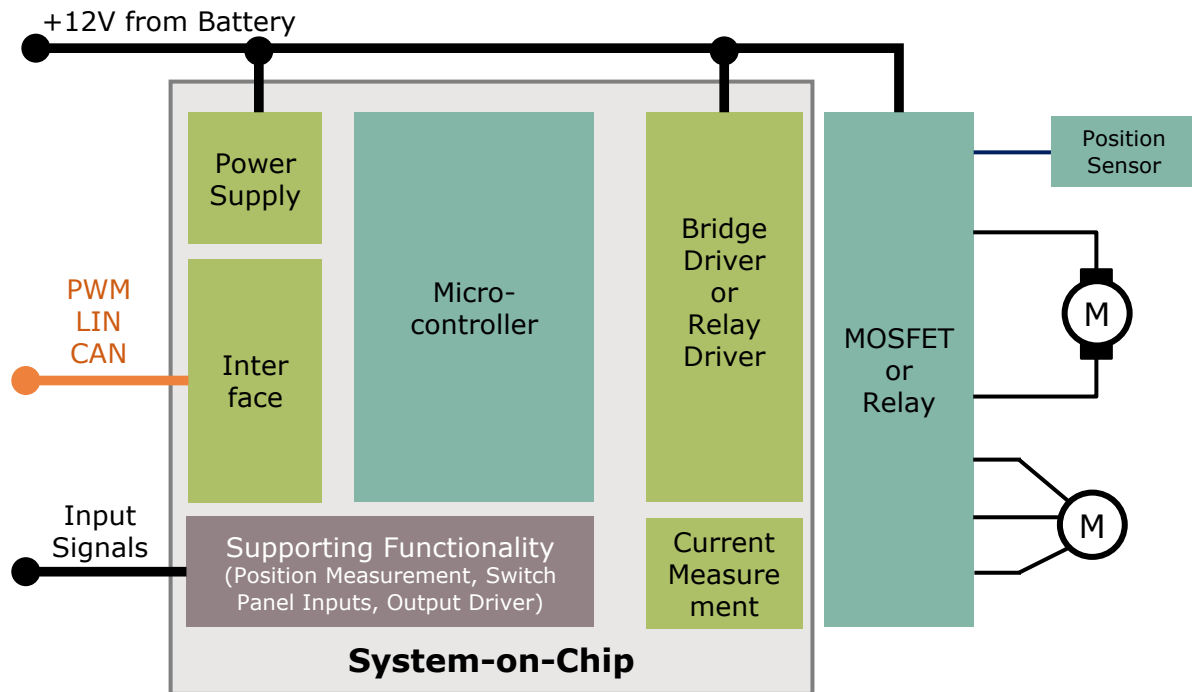 +12V from Battery
Power
Supply
Micro-
controller
Bridge
Driver
or
Relay
Driver
MOSFET
or
Relay
Position
Sensor
M
PWM
LIN
CAN
Inter
face
Input
Signals
Supporting Functionality
(Position Measurement, Switch
Panel Inputs, Output Driver)
Current
Measure
ment
M
System-on-Chip